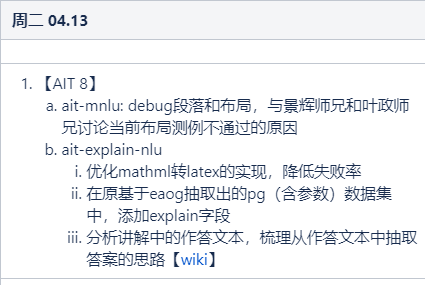 周二 04.13
1. 【AIT 8】
a. ait-mnlu: debug段落和布局，与景辉师兄和叶政师
兄讨论当前布局测例不通过的原因
b. ait-explain-nlu
i. 优化mathml转latex的实现，降低失败率
ii. 在原基于eaog抽取出的pg（含参数）数据集
中，添加explain字段
iii. 分析讲解中的作答文本，梳理从作答文本中抽取
答案的思路【wiki】